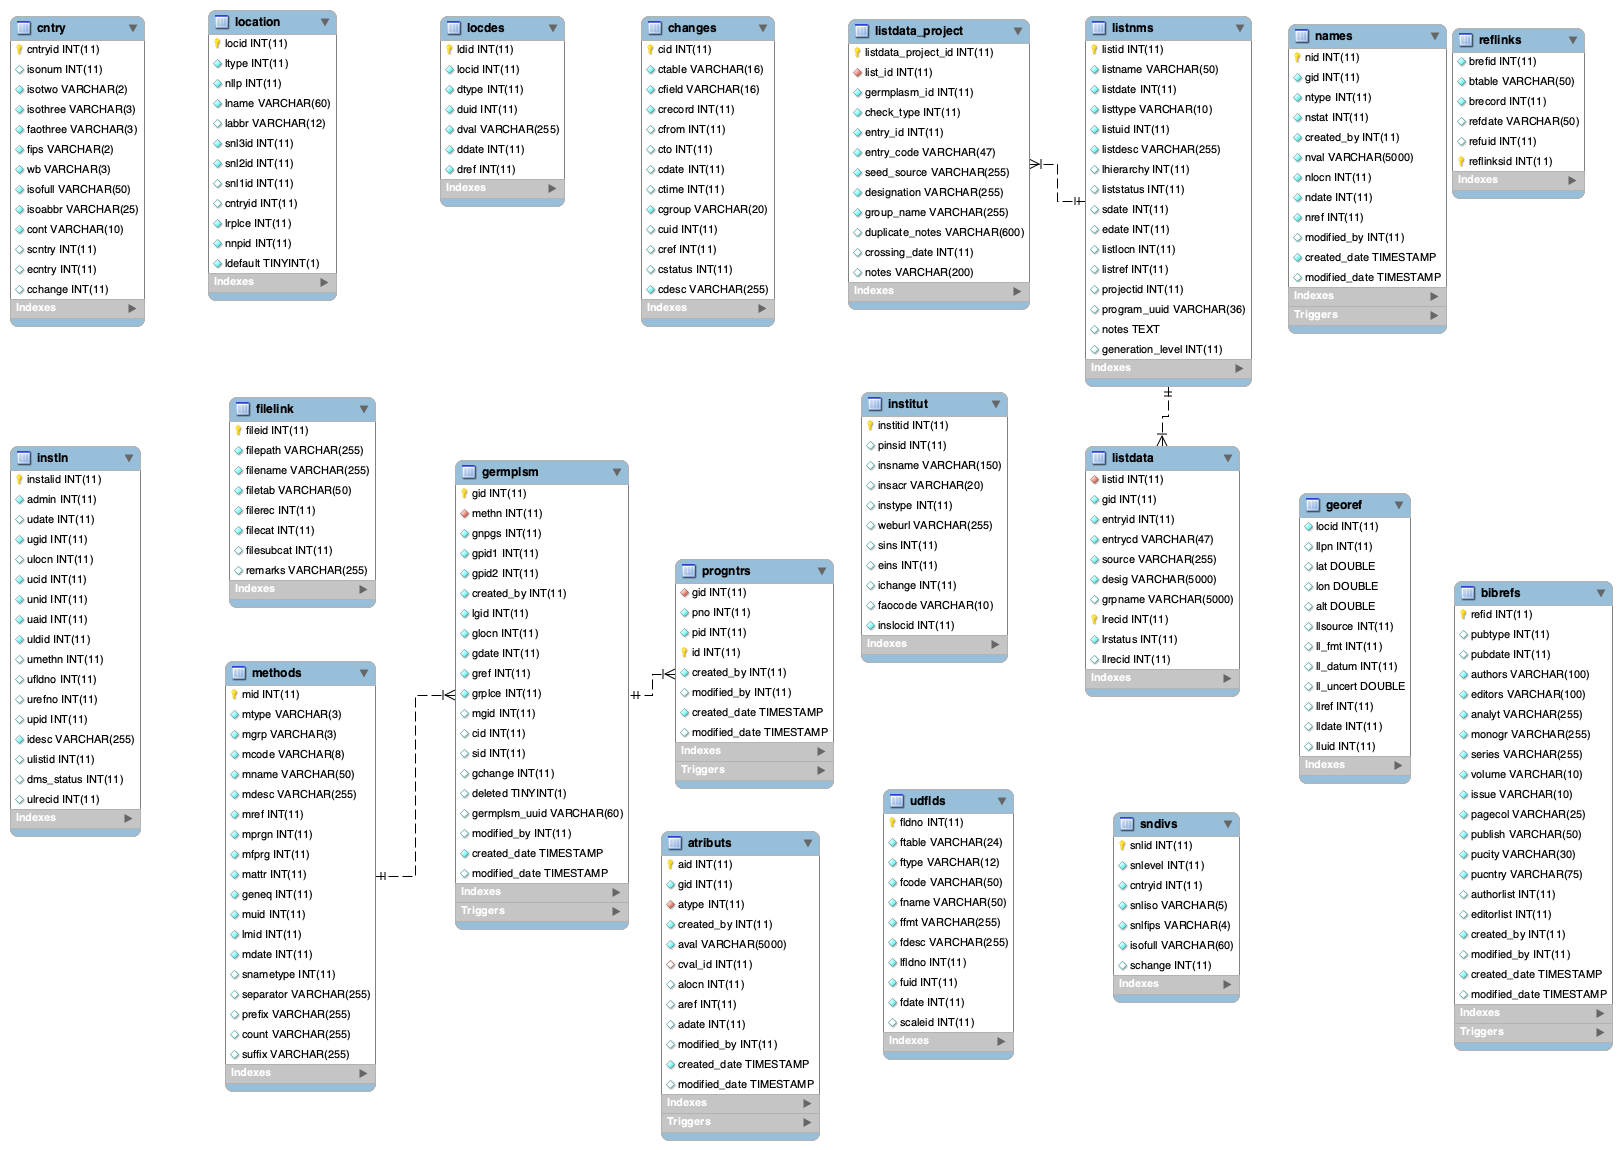 cntry
cntryid INT(11)
isonum INT(11)
isotwo VARCHAR(2)
isothree VARCHAR(3)
faothree VARCHAR(3)
fips VARCHAR(2)
wb VARCHAR(3)
isofull VARCHAR(50)
isoabbr VARCHAR(25)
cont VARCHAR(10)
scntry INT(11)
ecntry INT(11)
cchange INT(11)
Indexes
location
locid INT(11)
ltype INT(11)
nllp INT(11)
lname VARCHAR(60)
labbr VARCHAR(12)
snl3id INT(11)
snl2id INT(11)
snl1id INT(11)
cntryid INT(11)
lrplce INT(11)
nnpid INT(11)
ldefault TINYINT(1)
Indexes
locdes
ldid INT(11)
locid INT(11)
dtype INT(11)
duid INT(11)
dval VARCHAR(255)
ddate INT(11)
dref INT(11)
Indexes
changes
cid INT(11)
ctable VARCHAR(16)
cfield VARCHAR(16)
crecord INT(11)
cfrom INT(11)
cto INT(11)
cdate INT(11)
ctime INT(11)
cgroup VARCHAR(20)
cuid INT(11)
cref INT(11)
cstatus INT(11)
cdesc VARCHAR(255)
Indexes
listdata_project
listdata_project_id INT(11)
list_id INT(11)
germplasm_id INT(11)
check_type INT(11)
entry_id INT(11)
entry_code VARCHAR(47)
seed_source VARCHAR(255)
designation VARCHAR(255)
group_name VARCHAR(255)
duplicate_notes VARCHAR(600)
crossing_date INT(11)
notes VARCHAR(200)
Indexes
listnms
listid INT(11)
listname VARCHAR(50)
listdate INT(11)
listtype VARCHAR(10)
listuid INT(11)
listdesc VARCHAR(255)
lhierarchy INT(11)
liststatus INT(11)
sdate INT(11)
edate INT(11)
listlocn INT(11)
listref INT(11)
projectid INT(11)
program_uuid VARCHAR(36)
notes TEXT
generation_level INT(11)
Indexes
names
nid INT(11)
gid INT(11)
ntype INT(11)
nstat INT(11)
created_by INT(11)
nval VARCHAR(5000)
nlocn INT(11)
ndate INT(11)
nref INT(11)
modified_by INT(11)
created_date TIMESTAMP
modified_date TIMESTAMP
Indexes
Triggers
reflinks
brefid INT(11)
btable VARCHAR(50)
brecord INT(11)
refdate VARCHAR(50)
refuid INT(11)
reflinksid INT(11)
Indexes
instln
instalid INT(11)
admin INT(11)
udate INT(11)
ugid INT(11)
ulocn INT(11)
ucid INT(11)
unid INT(11)
uaid INT(11)
uldid INT(11)
umethn INT(11)
ufldno INT(11)
urefno INT(11)
upid INT(11)
idesc VARCHAR(255)
ulistid INT(11)
dms_status INT(11)
ulrecid INT(11)
Indexes
filelink
fileid INT(11)
filepath VARCHAR(255)
filename VARCHAR(255)
filetab VARCHAR(50)
filerec INT(11)
filecat INT(11)
filesubcat INT(11)
remarks VARCHAR(255)
Indexes
methods
mid INT(11)
mtype VARCHAR(3)
mgrp VARCHAR(3)
mcode VARCHAR(8)
mname VARCHAR(50)
mdesc VARCHAR(255)
mref INT(11)
mprgn INT(11)
mfprg INT(11)
mattr INT(11)
geneq INT(11)
muid INT(11)
lmid INT(11)
mdate INT(11)
snametype INT(11)
separator VARCHAR(255)
prefix VARCHAR(255)
count VARCHAR(255)
suffix VARCHAR(255)
Indexes
germplsm
gid INT(11)
methn INT(11)
gnpgs INT(11)
gpid1 INT(11)
gpid2 INT(11)
created_by INT(11)
lgid INT(11)
glocn INT(11)
gdate INT(11)
gref INT(11)
grplce INT(11)
mgid INT(11)
cid INT(11)
sid INT(11)
gchange INT(11)
deleted TINYINT(1)
germplsm_uuid VARCHAR(60)
modified_by INT(11)
created_date TIMESTAMP
modified_date TIMESTAMP
Indexes
Triggers
progntrs
gid INT(11)
pno INT(11)
pid INT(11)
id INT(11)
created_by INT(11)
modified_by INT(11)
created_date TIMESTAMP
modified_date TIMESTAMP
Indexes
Triggers
atributs
aid INT(11)
gid INT(11)
atype INT(11)
created_by INT(11)
aval VARCHAR(5000)
cval_id INT(11)
alocn INT(11)
aref INT(11)
adate INT(11)
modified_by INT(11)
created_date TIMESTAMP
modified_date TIMESTAMP
Indexes
Triggers
institut
institid INT(11)
pinsid INT(11)
insname VARCHAR(150)
insacr VARCHAR(20)
instype INT(11)
weburl VARCHAR(255)
sins INT(11)
eins INT(11)
ichange INT(11)
faocode VARCHAR(10)
inslocid INT(11)
Indexes
udflds
fldno INT(11)
ftable VARCHAR(24)
ftype VARCHAR(12)
fcode VARCHAR(50)
fname VARCHAR(50)
ffmt VARCHAR(255)
fdesc VARCHAR(255)
lfldno INT(11)
fuid INT(11)
fdate INT(11)
scaleid INT(11)
Indexes
listdata
listid INT(11)
gid INT(11)
entryid INT(11)
entrycd VARCHAR(47)
source VARCHAR(255)
desig VARCHAR(5000)
grpname VARCHAR(5000)
lrecid INT(11)
lrstatus INT(11)
llrecid INT(11)
Indexes
sndivs
snlid INT(11)
snlevel INT(11)
cntryid INT(11)
snliso VARCHAR(5)
snlfips VARCHAR(4)
isofull VARCHAR(60)
schange INT(11)
Indexes
georef
locid INT(11)
llpn INT(11)
lat DOUBLE
lon DOUBLE
alt DOUBLE
llsource INT(11)
ll_fmt INT(11)
ll_datum INT(11)
ll_uncert DOUBLE
llref INT(11)
lldate INT(11)
lluid INT(11)
Indexes
bibrefs
refid INT(11)
pubtype INT(11)
pubdate INT(11)
authors VARCHAR(100)
editors VARCHAR(100)
analyt VARCHAR(255)
monogr VARCHAR(255)
series VARCHAR(255)
volume VARCHAR(10)
issue VARCHAR(10)
pagecol VARCHAR(25)
publish VARCHAR(50)
pucity VARCHAR(30)
pucntry VARCHAR(75)
authorlist INT(11)
editorlist INT(11)
created_by INT(11)
modified_by INT(11)
created_date TIMESTAMP
modified_date TIMESTAMP
Indexes
Triggers